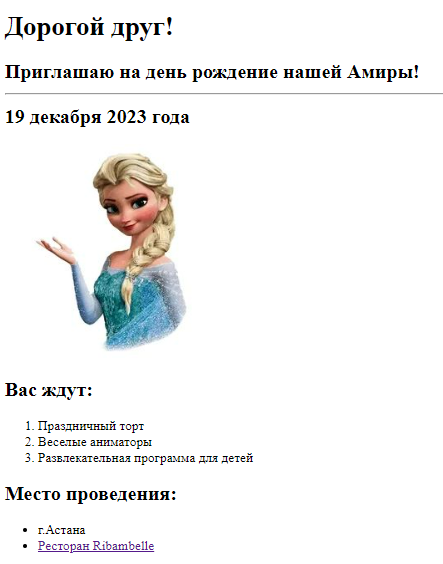 Дорогой друг!
Приглашаю на день рождение нашей Амиры!
19 декабря 2023 года
Вас ждут:
1. Праздничный торт
2. Веселые аниматоры
3. Развлекательная программа для детей
Место проведения:
• г.Астана
• Ресторан Ribambelle